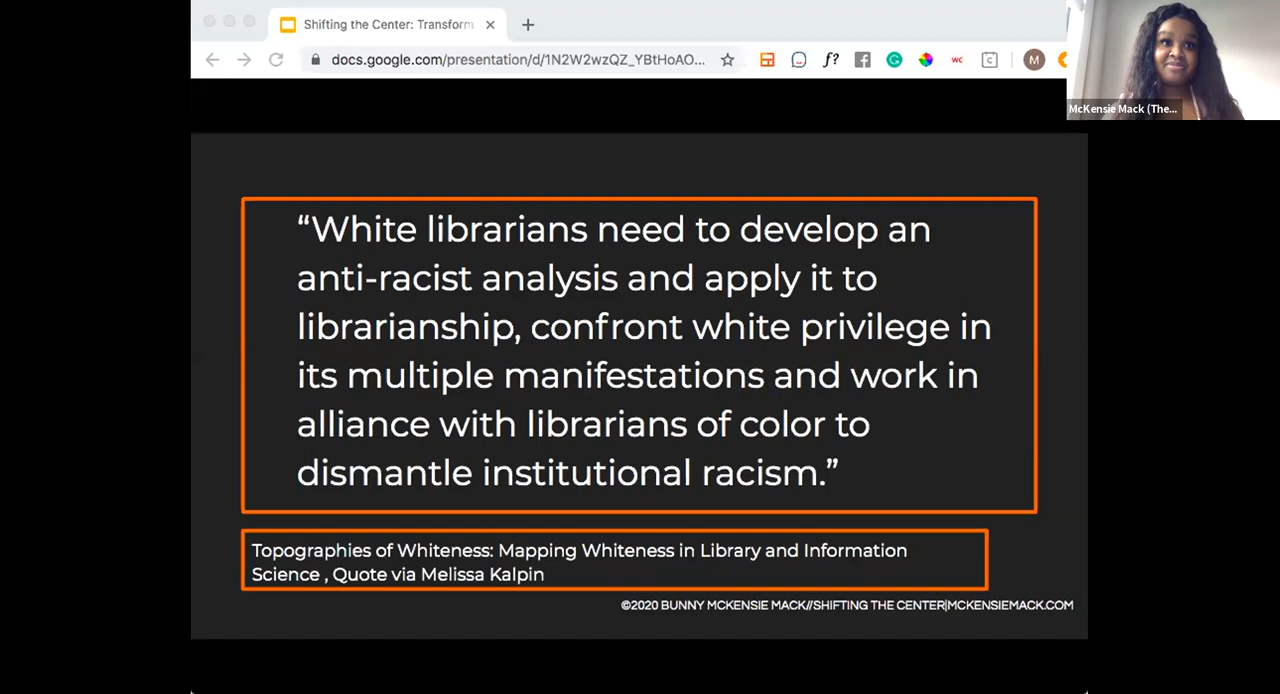 Shifting the Center: Transform
docs.google.com/presentation/d/1N2W2wzQZ_YBtHoAO...
f?
WC
C
M
McKensie Mack (The...
“White librarians need to develop an
anti-racist analysis and apply it to
librarianship, confront white privilege in
its multiple manifestations and work in
alliance with librarians of color to
dismantle institutional racism.”
Topographies of Whiteness: Mapping Whiteness in Library and Information
Science , Quote via Melissa Kalpin
©2020 BUNNY MCKENSIE MACK//SHIFTING THE CENTER|MCKENSIEMACK.COM